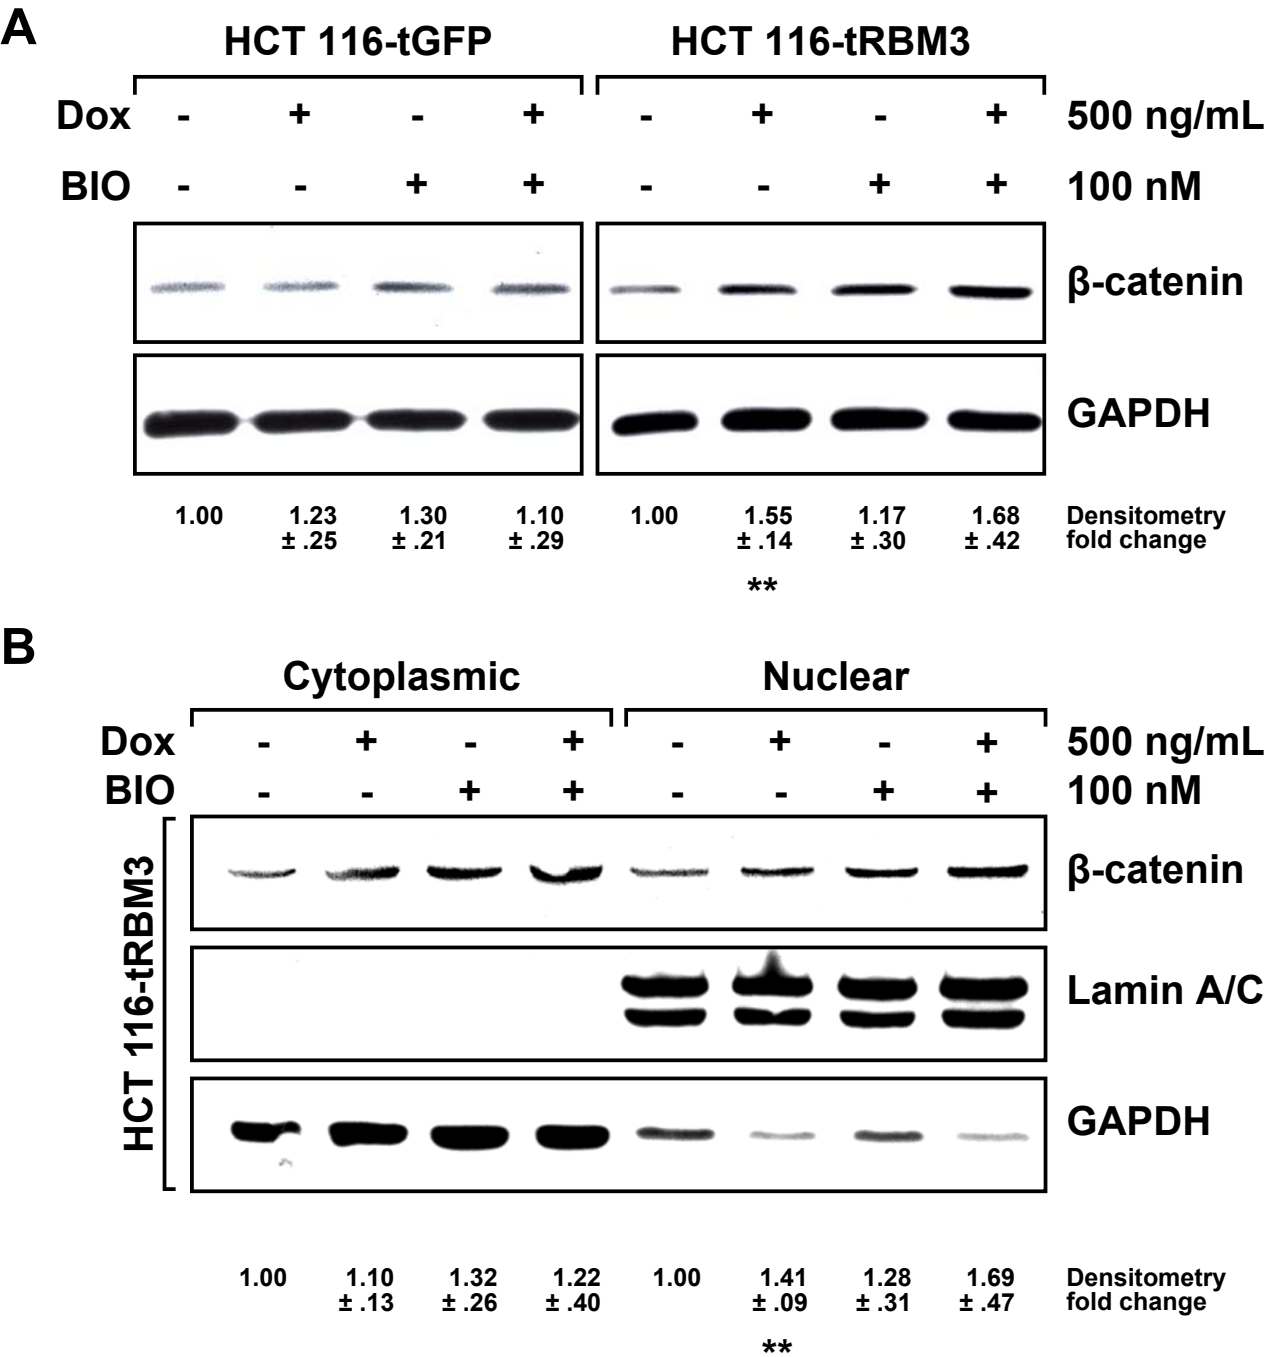 A
HCT 116-tGFP HCT 116-tRBM3
Dox - + - + - + - + 500 ng/mL
BIO - - + + - - + + 100 nM
β-catenin
GAPDH
1.00 1.23 1.30 1.10 1.00 1.55 1.17 1.68 Densitometry
± .25 ± .21 ± .29 ± .14 ± .30 ± .42 fold change
**
B
Cytoplasmic Nuclear
Dox - + - + - + - + 500 ng/mL
BIO - - + + - - + + 100 nM
HCT 116-tRBM3
β-catenin
Lamin A/C
GAPDH
1.00 1.10 1.32 1.22 1.00 1.41 1.28 1.69 Densitometry
± .13 ± .26 ± .40 ± .09 ± .31 ± .47 fold change
**